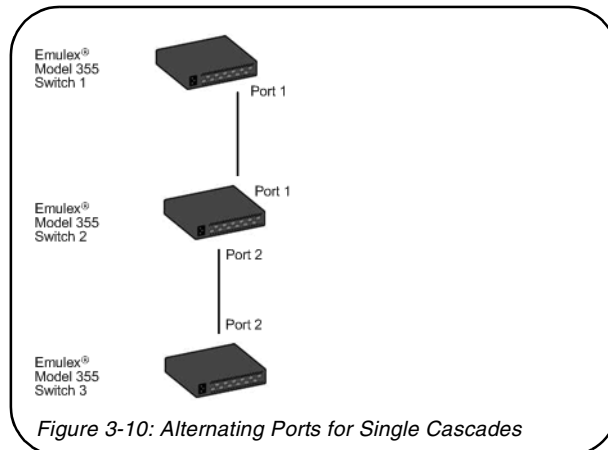 Emulex®
Model 355
Switch 1
Port 1
Port 1
Emulex®
Model 355
Switch 2
Port 2
Port 2
Emulex®
Model 355
Switch 3
Figure 3-10: Alternating Ports for Single Cascades